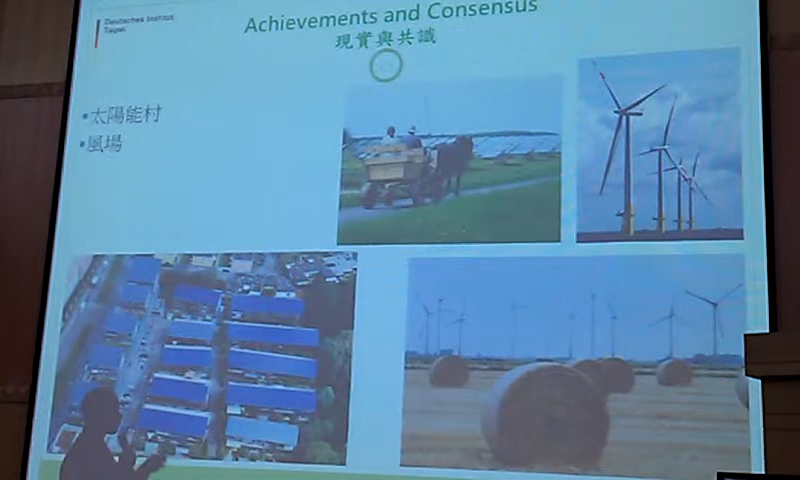 Deutsches Institut
Taipei
Achievements and Consensus
現實與共識
•太陽能村
•風場